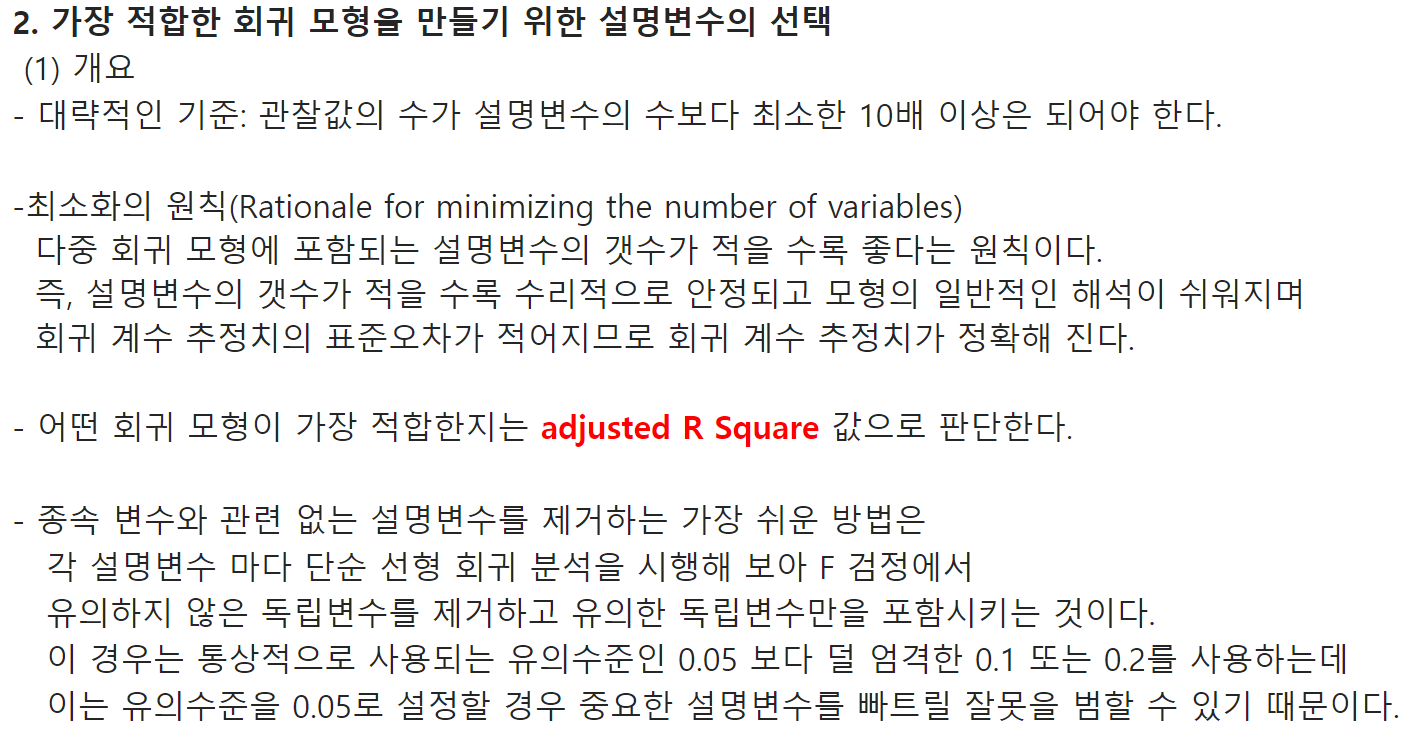 2. 가장 적합한 회귀 모형을 만들기 위한 설명변수의 선택
(1) 개요
- 대략적인 기준: 관찰값의 수가 설명변수의 수보다 최소한 10배 이상은 되어야 한다.
-최소화의 원칙(Rationale for minimizing the number of variables)
다중 회귀 모형에 포함되는 설명변수의 갯수가 적을 수록 좋다는 원칙이다.
즉, 설명변수의 갯수가 적을 수록 수리적으로 안정되고 모형의 일반적인 해석이 쉬워지며
회귀 계수 추정치의 표준오차가 적어지므로 회귀 계수 추정치가 정확해 진다.
- 어떤 회귀 모형이 가장 적합한지는 adjusted R Square 값으로 판단한다.
- 종속 변수와 관련 없는 설명변수를 제거하는 가장 쉬운 방법은
각 설명변수 마다 단순 선형 회귀 분석을 시행해 보아 F 검정에서
유의하지 않은 독립변수를 제거하고 유의한 독립변수만을 포함시키는 것이다.
이 경우는 통상적으로 사용되는 유의수준인 0.05 보다 덜 엄격한 0.1 또는 0.2를 사용하는데
이는 유의수준을 0.05로 설정할 경우 중요한 설명변수를 빠트릴 잘못을 범할 수 있기 때문이다.